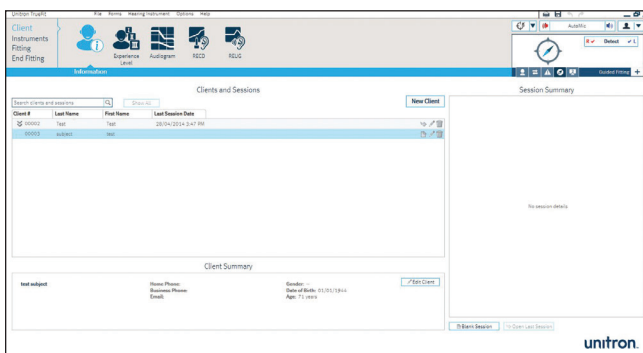 Unitron TrueFit File Forms Hearing Instrument Options Help
Client
Instruments
Fitting
End Fitting
Information
Experience Level
Audiogram
RECD
REUG
AutoMic
R Detect L
Guided Fitting
Clients and Sessions
Search clients and sessions
Show All
New Client
Client # Last Name First Name Last Session Date
00002 Test Test 29/04/2014 3:47 PM
00003 subject test
Session Summary
No session details
Client Summary
test subject
Home Phone:
Business Phone:
Email:
Gender: --
Date of Birth: 01/01/1944
Age: 71 years
Edit Client
Blank Session
Open Last Session
unitron.